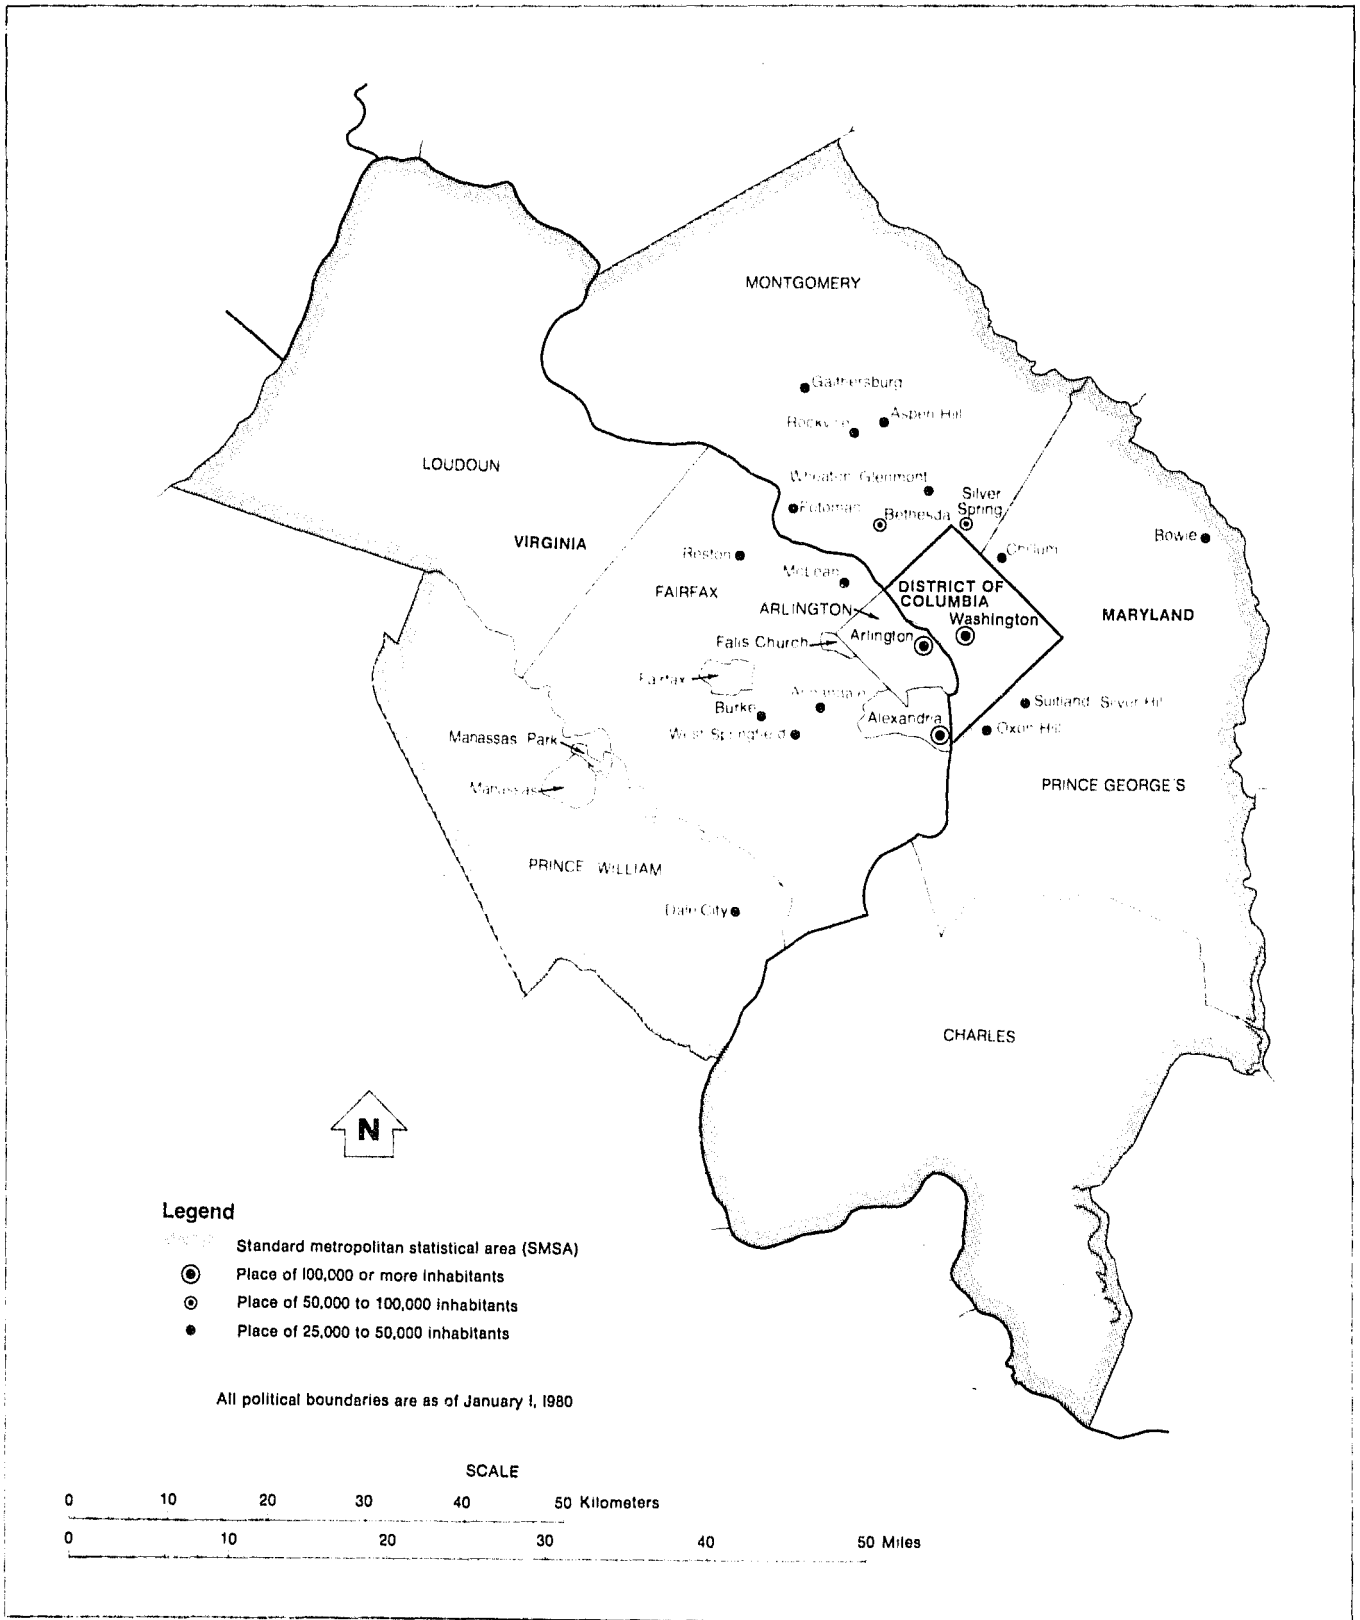 MONTGOMERY
Gaithersburg
Rockville
Aspen Hill
LOUDOUN
Wheaton Glenmont
Silver
Spring
Potomac
Bethesda
VIRGINIA
Reston
Chillum
Bowie
McLean
FAIRFAX
DISTRICT OF
COLUMBIA
ARLINGTON
Washington
MARYLAND
Arlington
Falls Church
Fairfax
Annandale
Burke
Suitland Silver Hill
Alexandria
West Springfield
Oxon Hill
Manassas Park
Manassas
PRINCE GEORGE'S
PRINCE WILLIAM
Dale City
CHARLES
N
Legend
Standard metropolitan statistical area (SMSA)
Place of 100,000 or more inhabitants
Place of 50,000 to 100,000 inhabitants
Place of 25,000 to 50,000 inhabitants
All political boundaries are as of January 1, 1980
SCALE
0 10 20 30 40 50 Kilometers
0 10 20 30 40 50 Miles